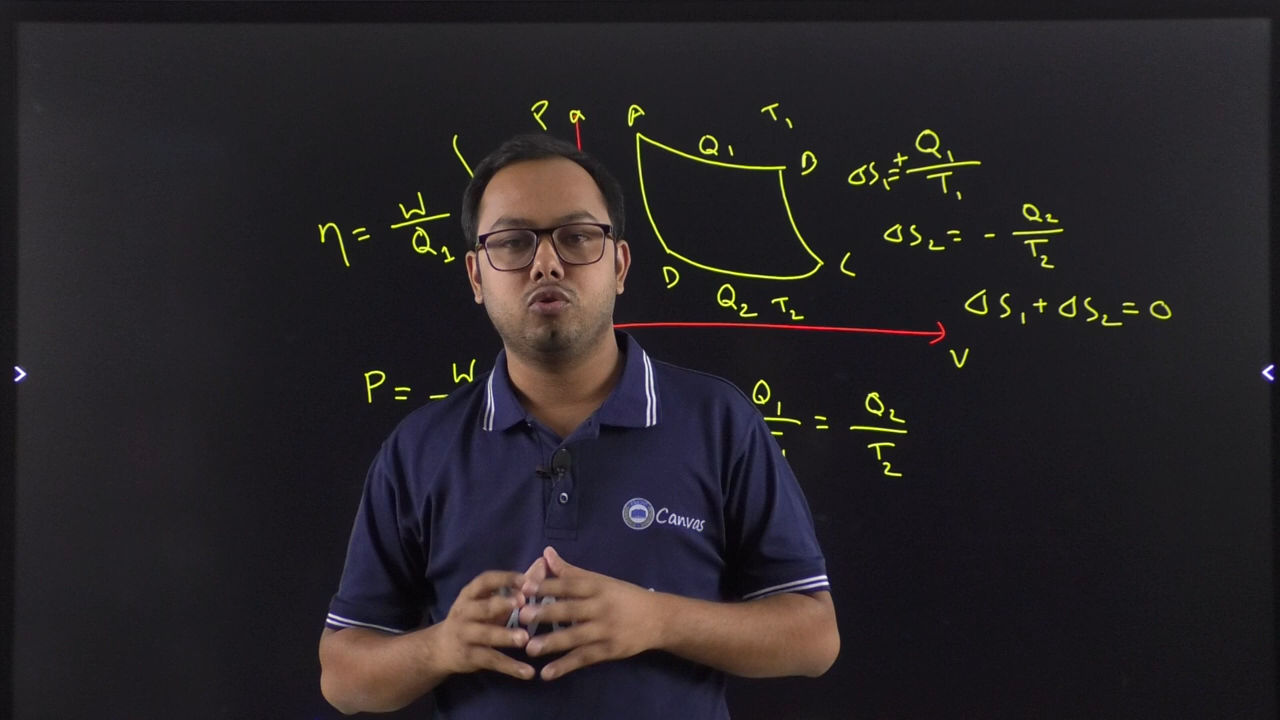 P A T₁
Q₁ B
η = W/Q₁
ΔS₁ = + Q₁/T₁
ΔS₂ = - Q₂/T₂
D C
Q₂ T₂
ΔS₁ + ΔS₂ = 0
V
P = W
Q₁ = Q₂/T₂
Canvas